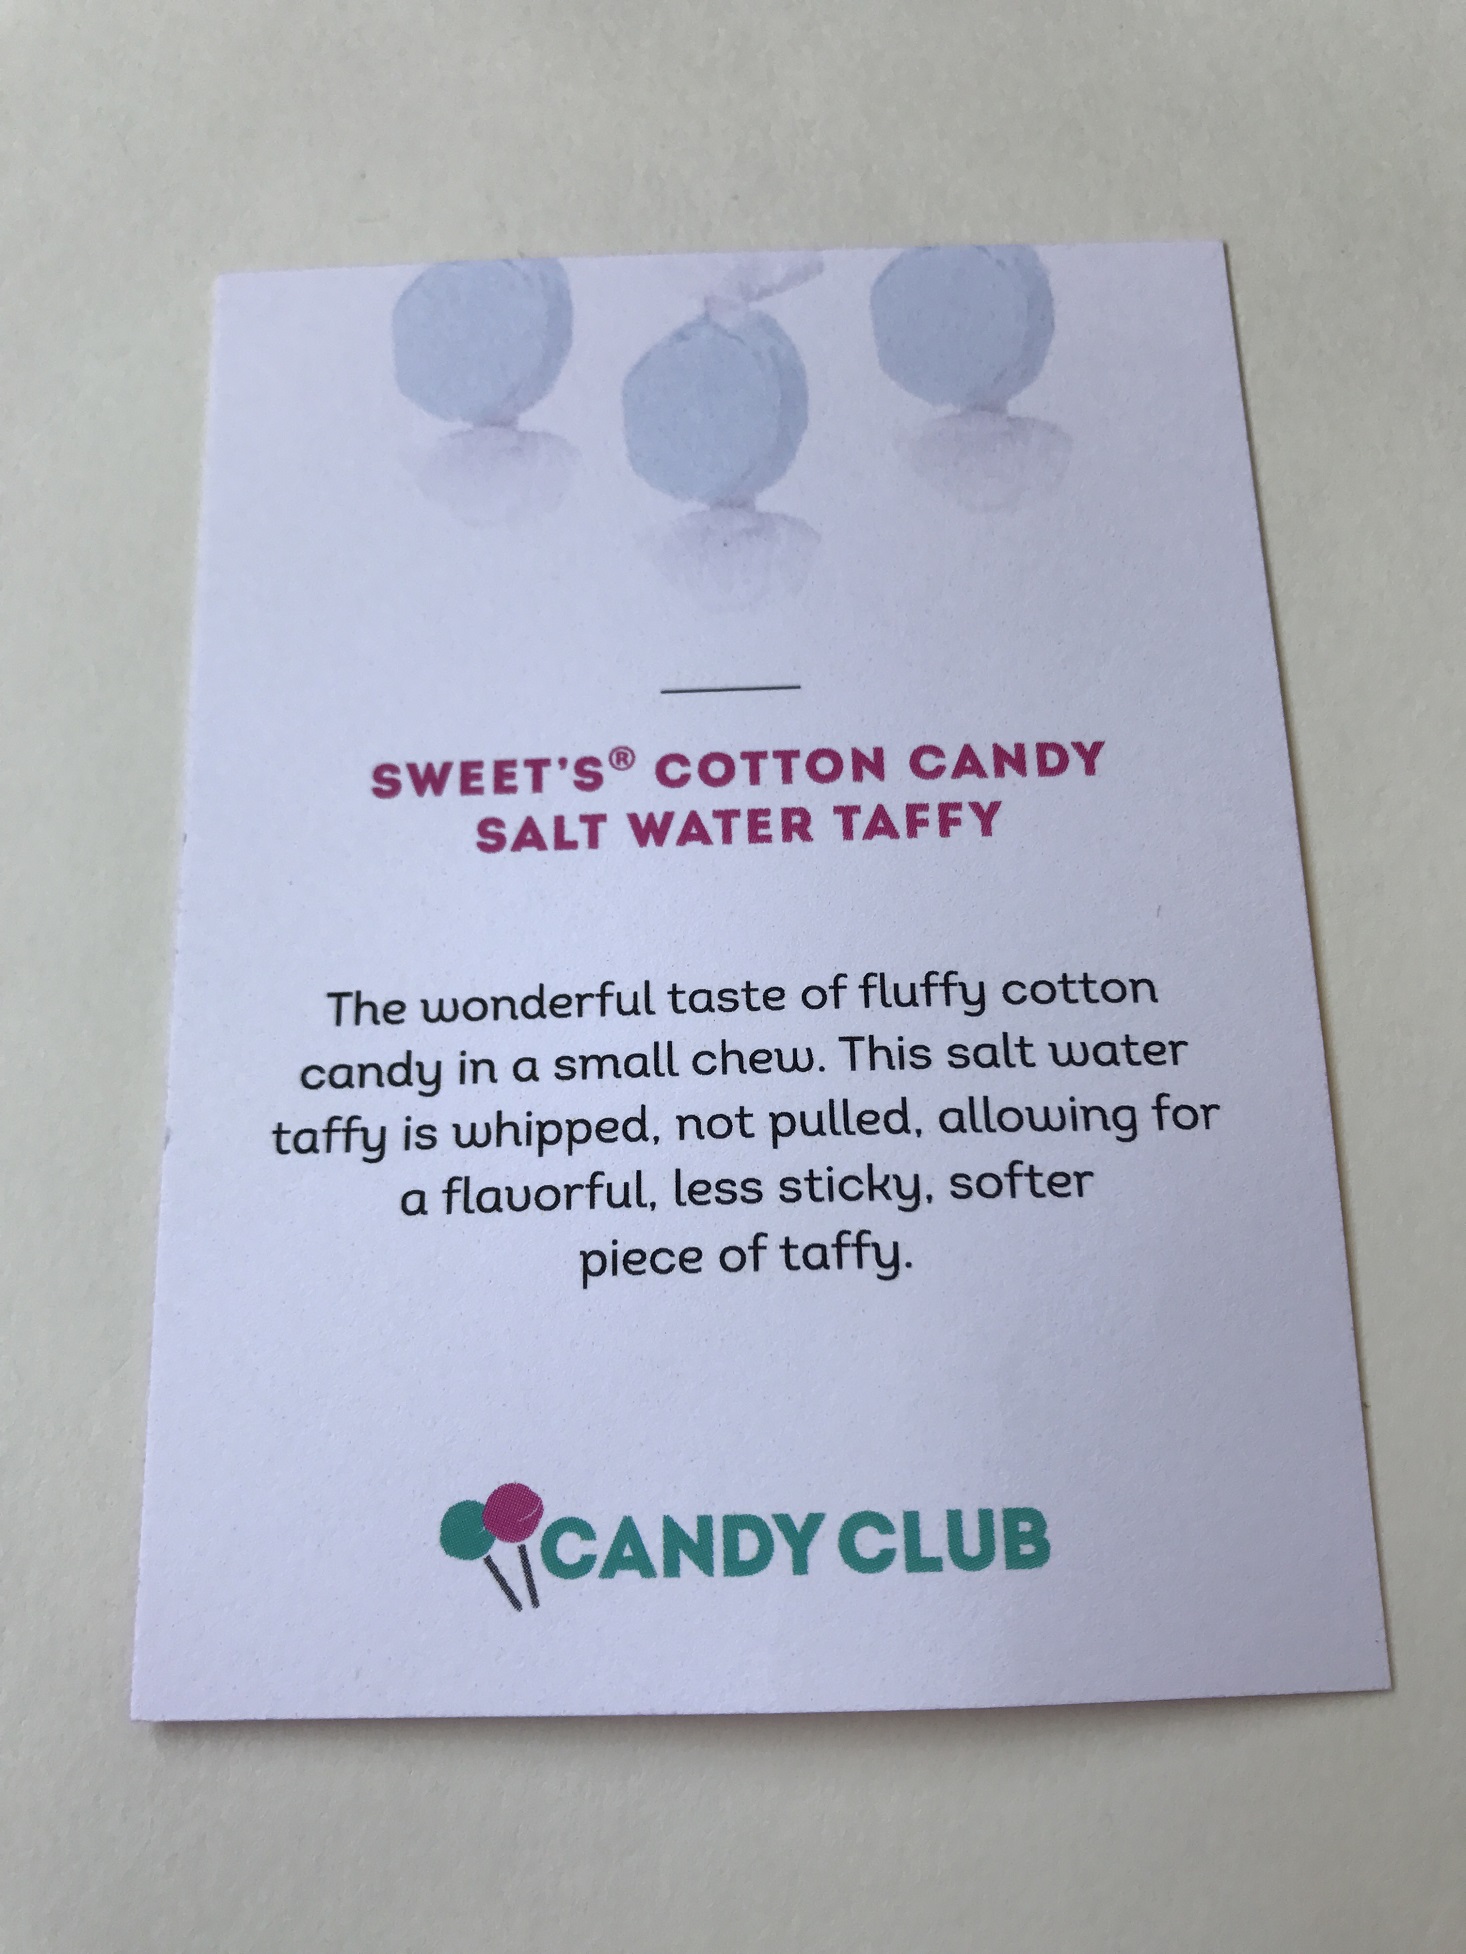 SWEET'S® COTTON CANDY
SALT WATER TAFFY
The wonderful taste of fluffy cotton
candy in a small chew. This salt water
taffy is whipped, not pulled, allowing for
a flavorful, less sticky, softer
piece of taffy.
CANDY CLUB